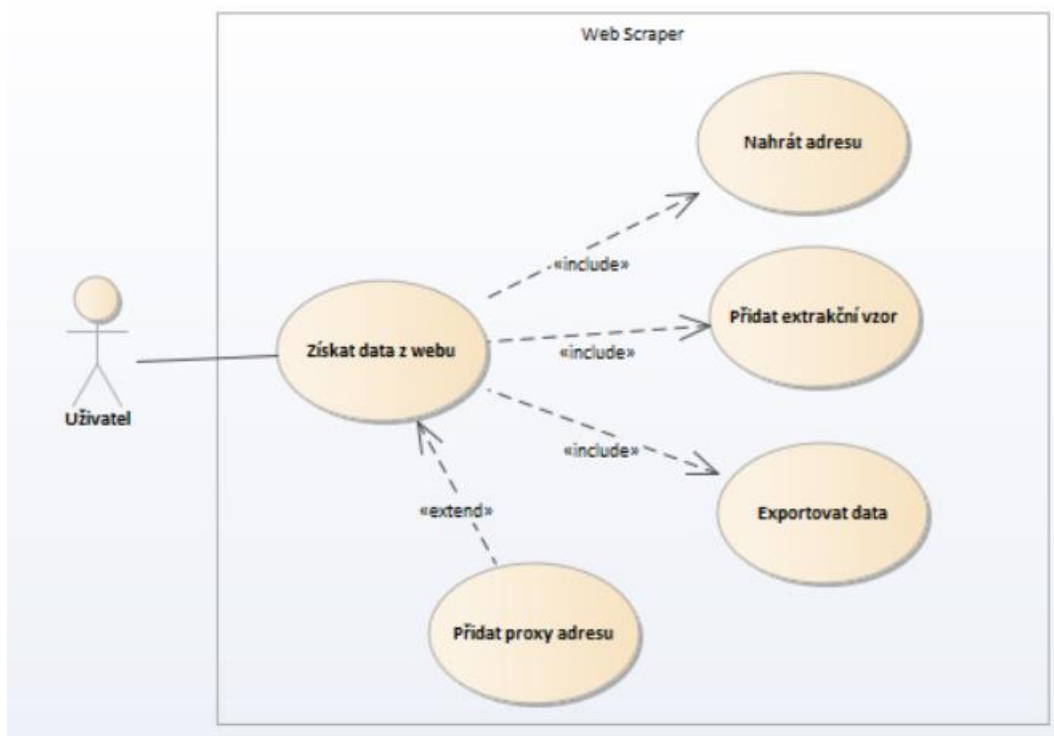 Web Scraper
Nahrát adresu
«include»
Přidat extrakční vzor
Získat data z webu
«include»
Uživatel
«include»
Exportovat data
«extend»
Přidat proxy adresu